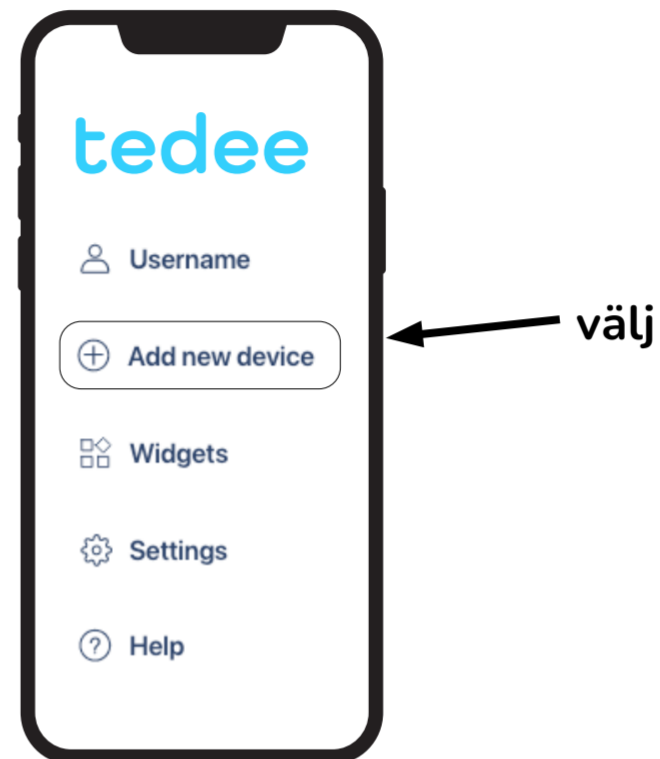 tedee
Username
Add new device
välj
Widgets
Settings
Help